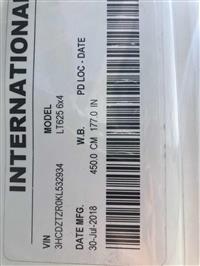 INTERNATIONAL
VIN MODEL
3HCDZTZR0KL532934 LT625 6x4
DATE MFG. W.B. PD LOC - DATE
30-Jul-2018 450.0 CM 177.0 IN